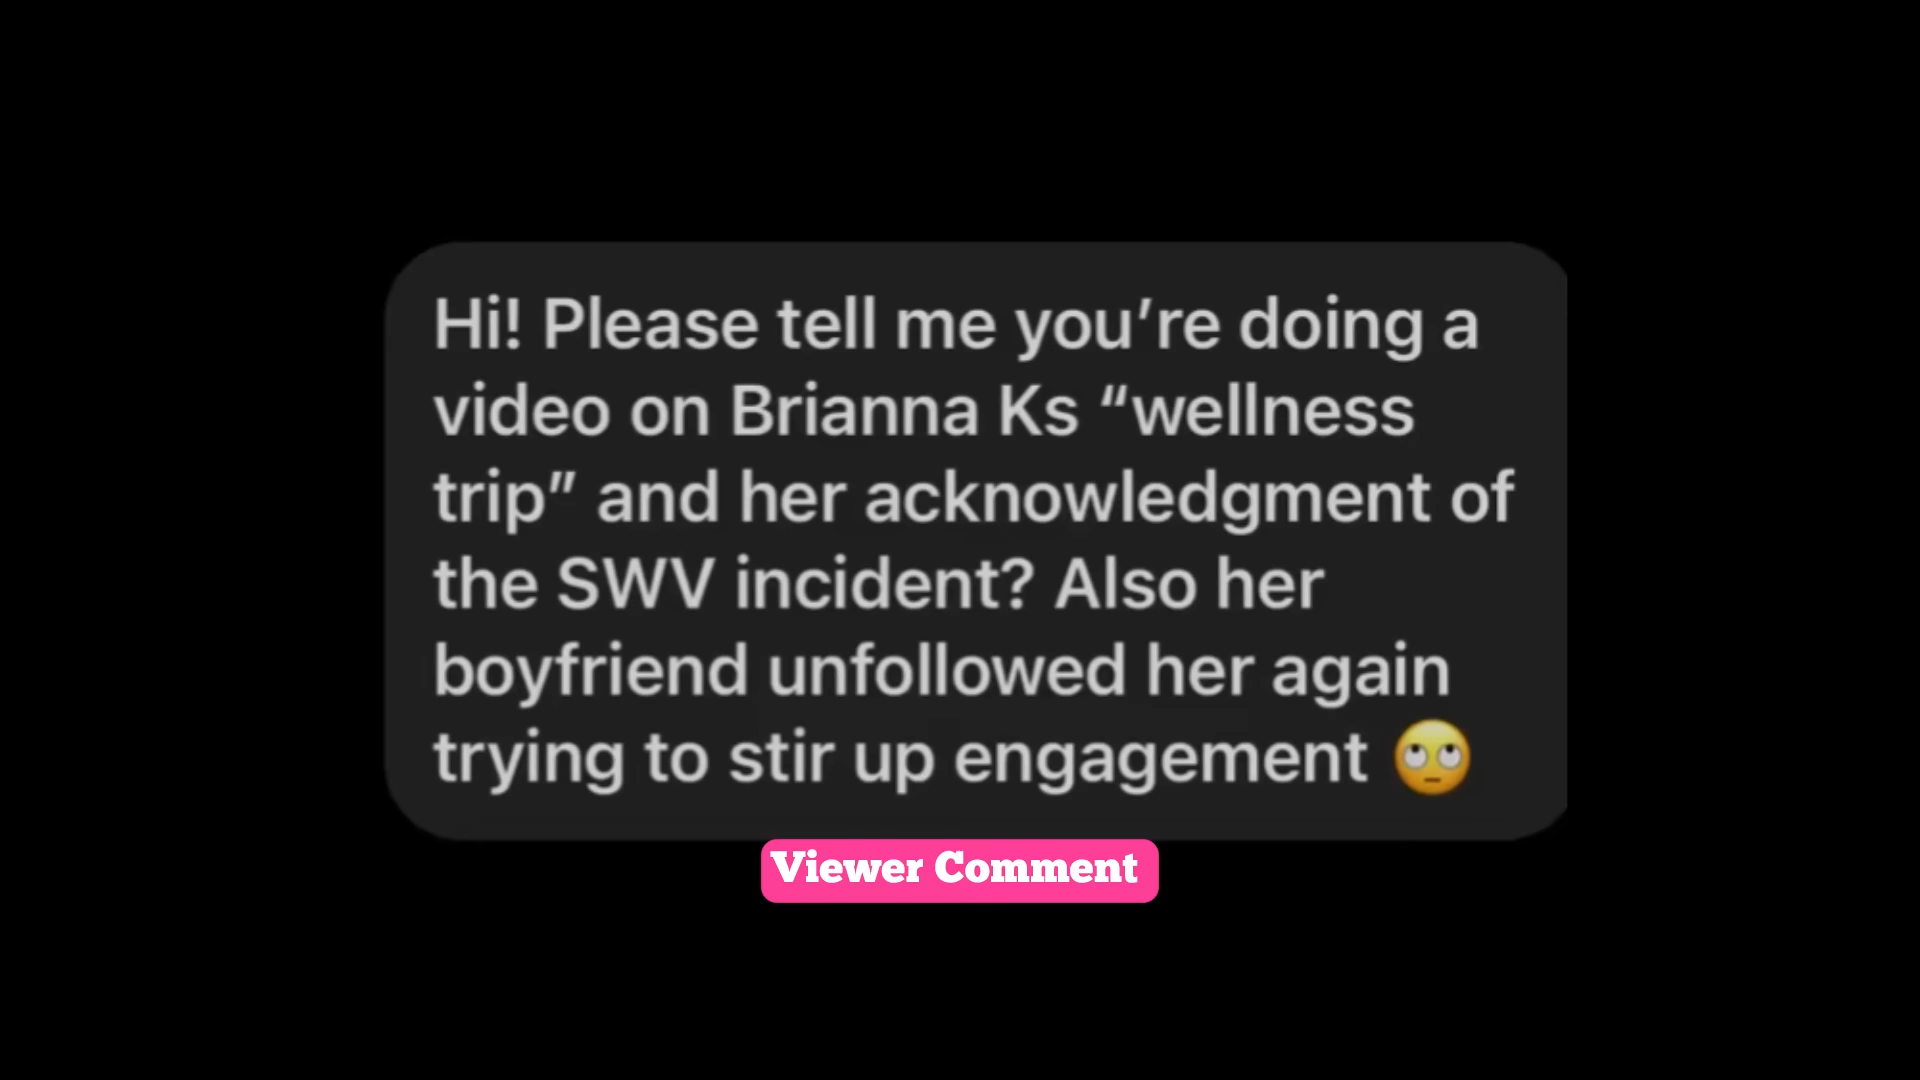 Hi! Please tell me you’re doing a
video on Brianna Ks “wellness
trip” and her acknowledgment of
the SWV incident? Also her
boyfriend unfollowed her again
trying to stir up engagement 🙄
Viewer Comment